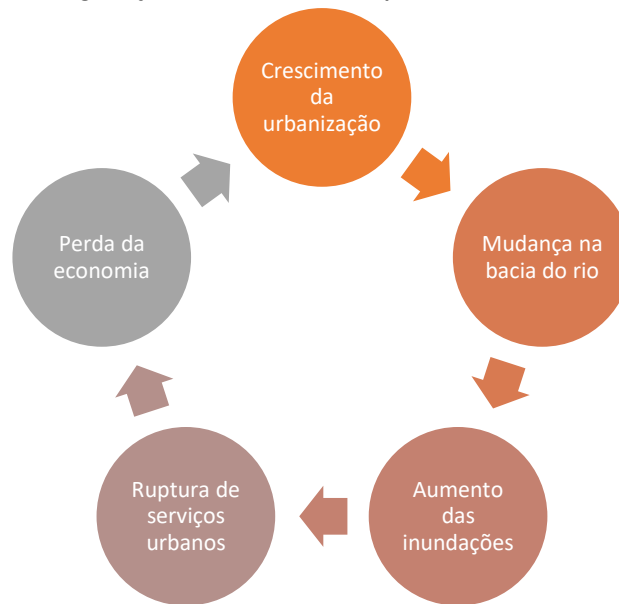 Crescimento
da
urbanização
Mudança na
bacia do rio
Aumento
das
inundações
Ruptura de
serviços
urbanos
Perda da
economia